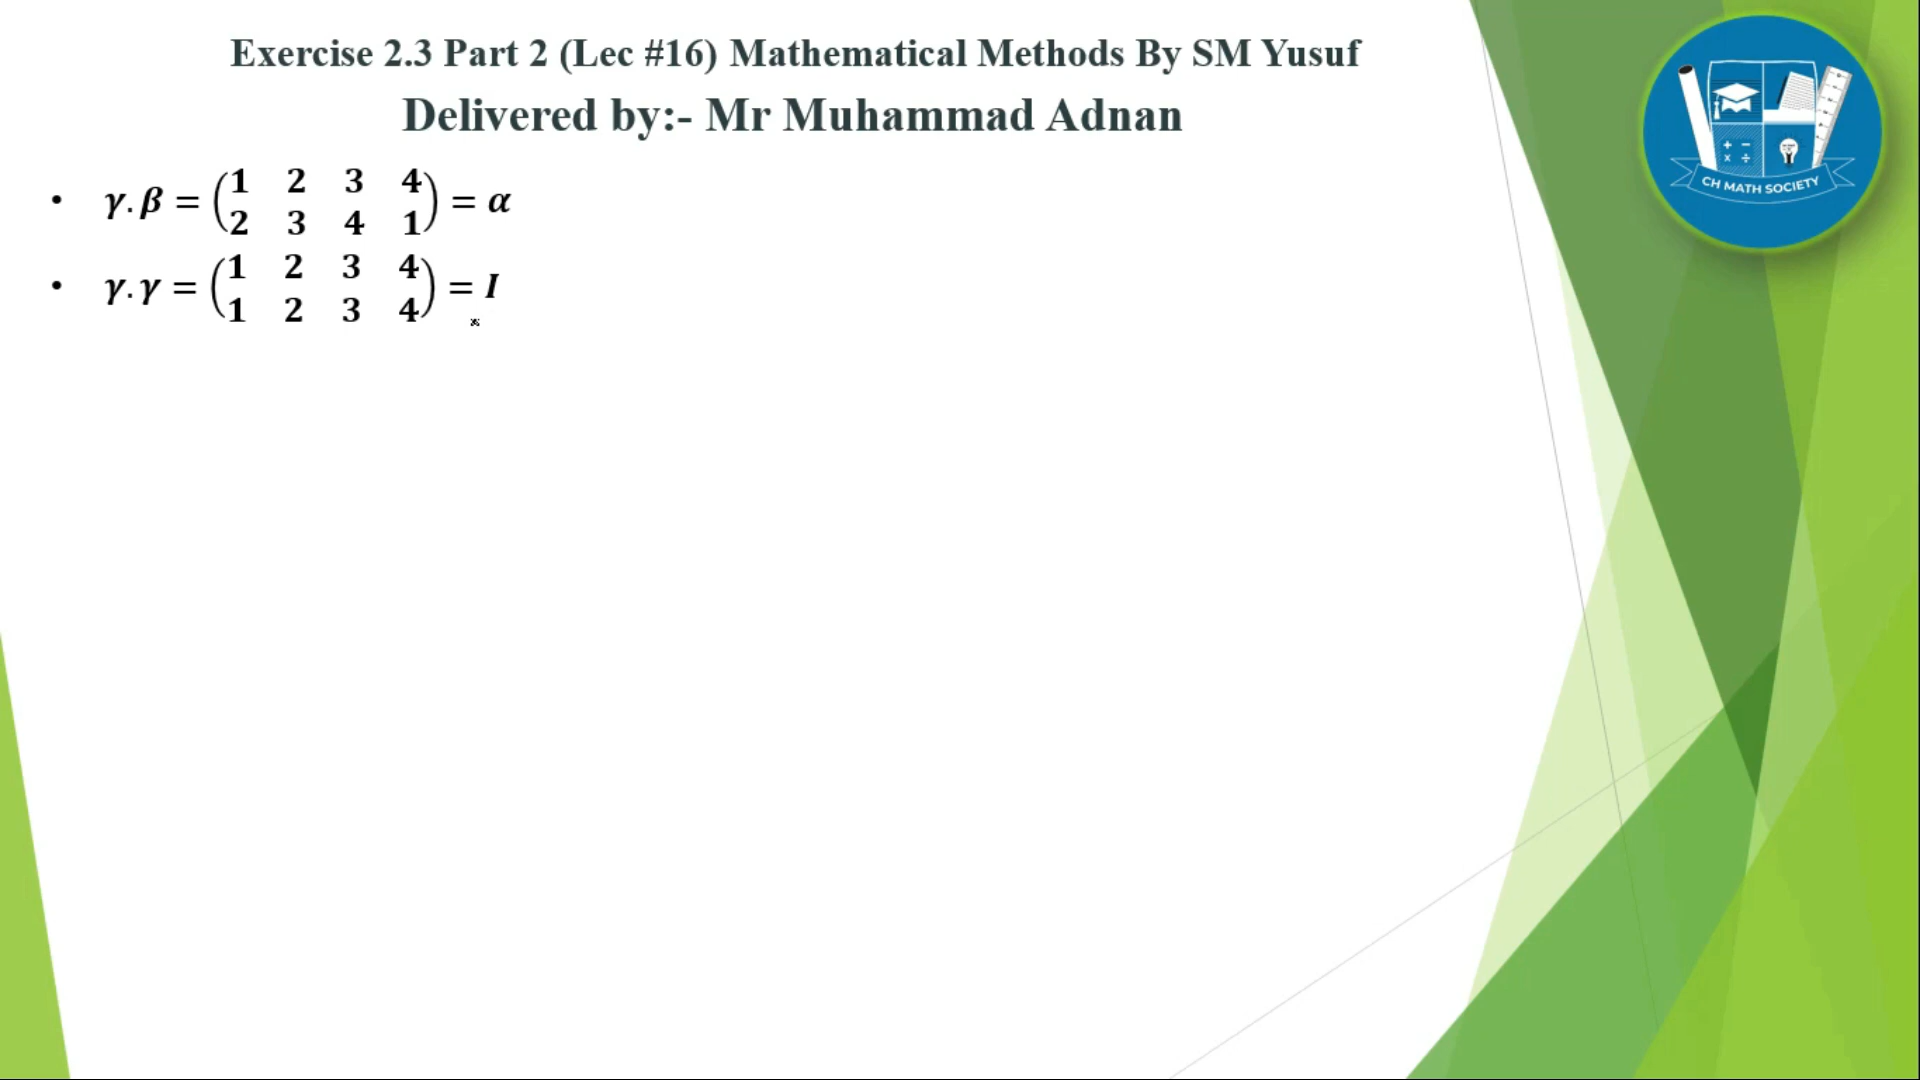 Exercise 2.3 Part 2 (Lec #16) Mathematical Methods By SM Yusuf
Delivered by:- Mr Muhammad Adnan
• γ.β = (1 2 3 4
2 3 4 1) = α
• γ.γ = (1 2 3 4
1 2 3 4) = I
+ −
x ÷
CH MATH SOCIETY